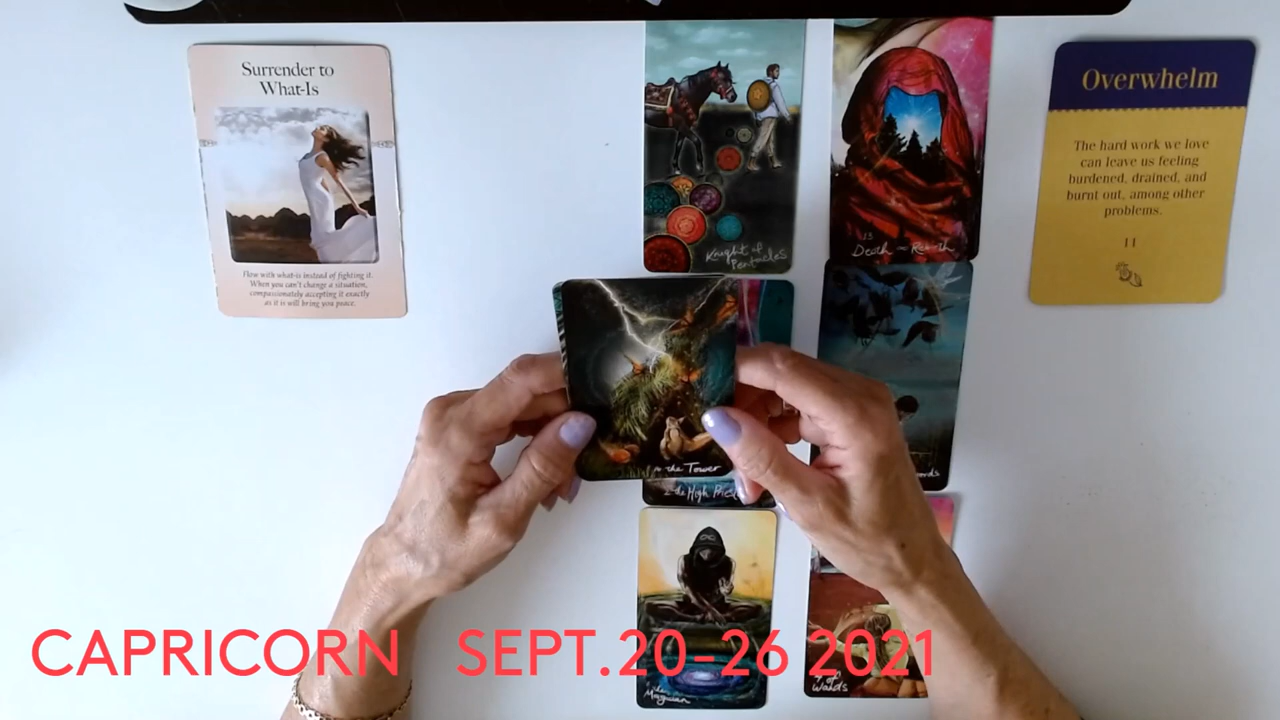 Surrender to
What-Is
Flow with what-is instead of fighting it.
When you can't change a situation,
compassionately accepting it exactly
as it is will bring you peace.
Knight of
Pentacles
13
Death ∞ Rebirth
Overwhelm
The hard work we love
can leave us feeling
burdened, drained, and
burnt out, among other
problems.
11
the Tower
2 the High
the
Magician
of
Wands
CAPRICORN SEPT.20-26 2021